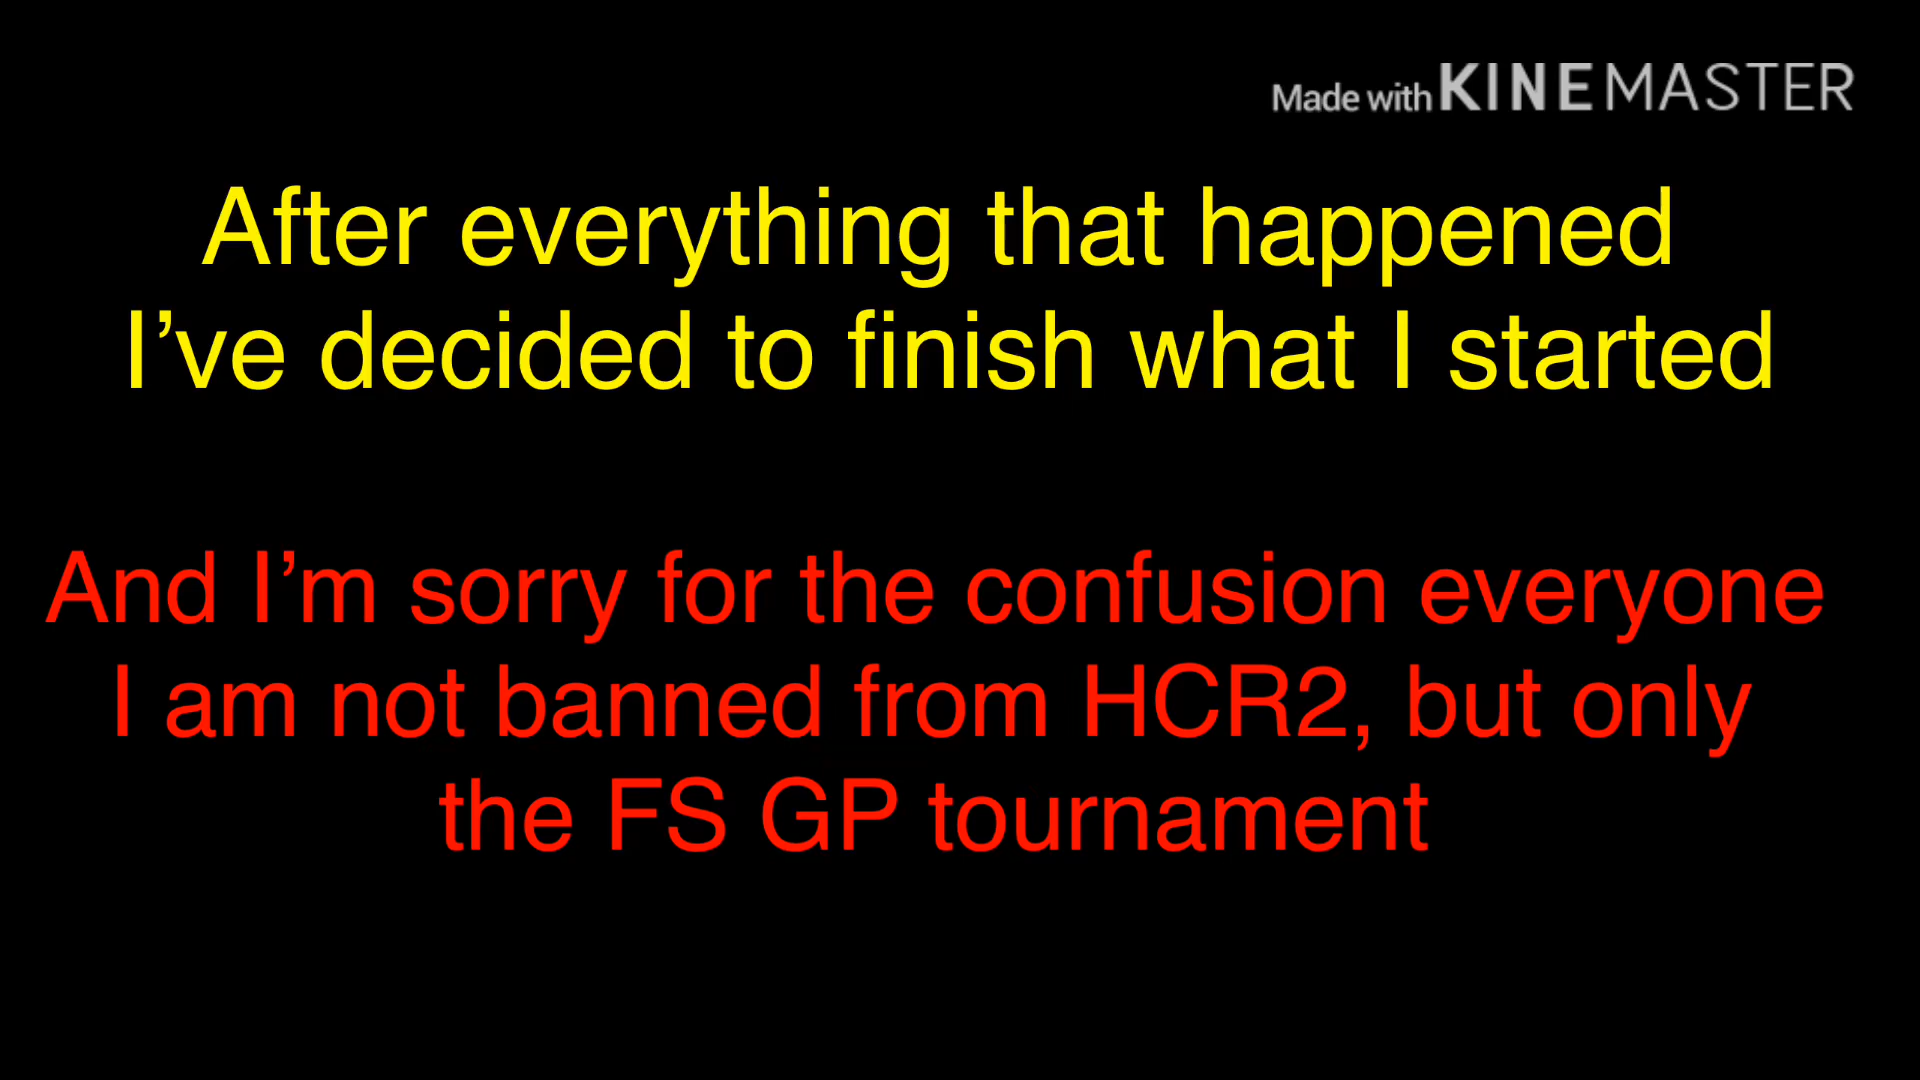 Made with KINEMASTER
After everything that happened
I’ve decided to finish what I started
And I’m sorry for the confusion everyone
I am not banned from HCR2, but only
the FS GP tournament